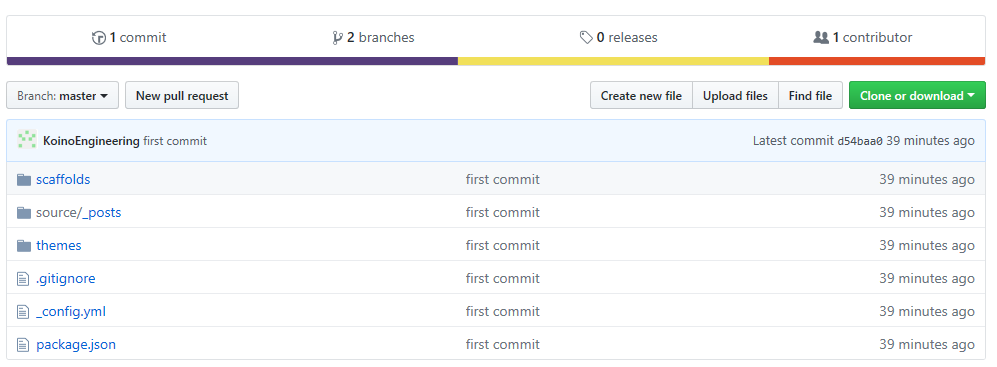 1 commit 2 branches 0 releases 1 contributor
Branch: master New pull request Create new file Upload files Find file Clone or download
KoinoEngineering first commit Latest commit d54baa0 39 minutes ago
scaffolds first commit 39 minutes ago
source/_posts first commit 39 minutes ago
themes first commit 39 minutes ago
.gitignore first commit 39 minutes ago
_config.yml first commit 39 minutes ago
package.json first commit 39 minutes ago